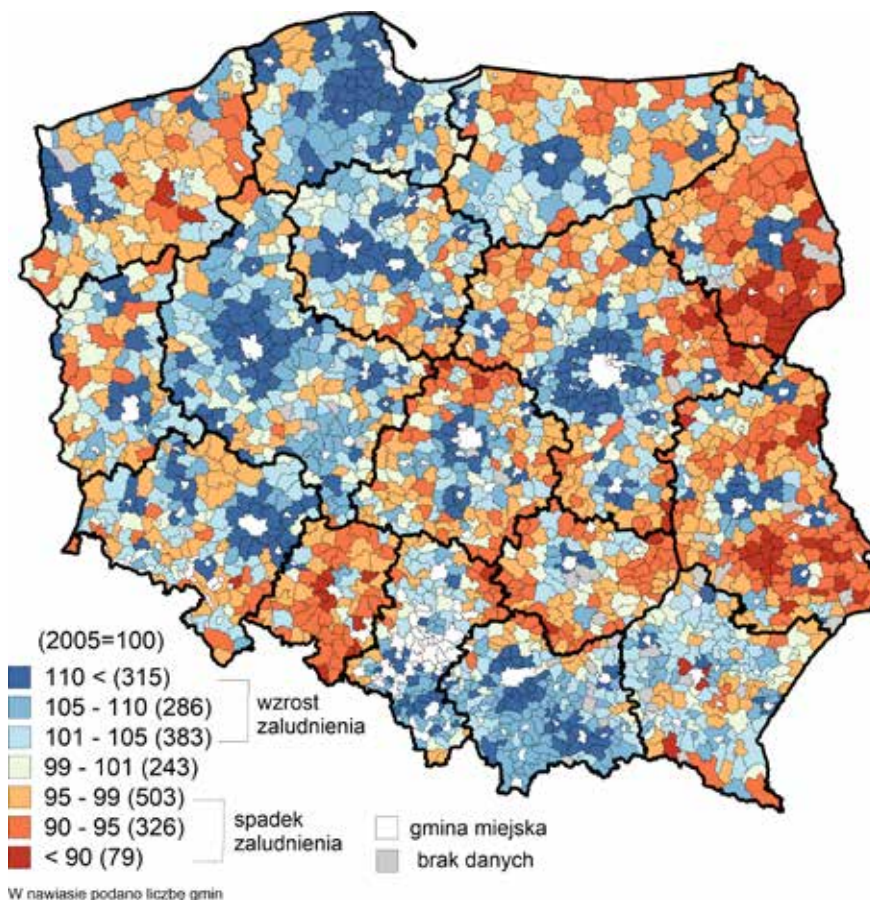 (2005=100)
110 < (315)
105 - 110 (286)
101 - 105 (383)
99 - 101 (243)
95 - 99 (503)
90 - 95 (326)
< 90 (79)
wzrost
zaludnienia
spadek
zaludnienia
gmina miejska
brak danych
W nawiasie podano liczbę gmin